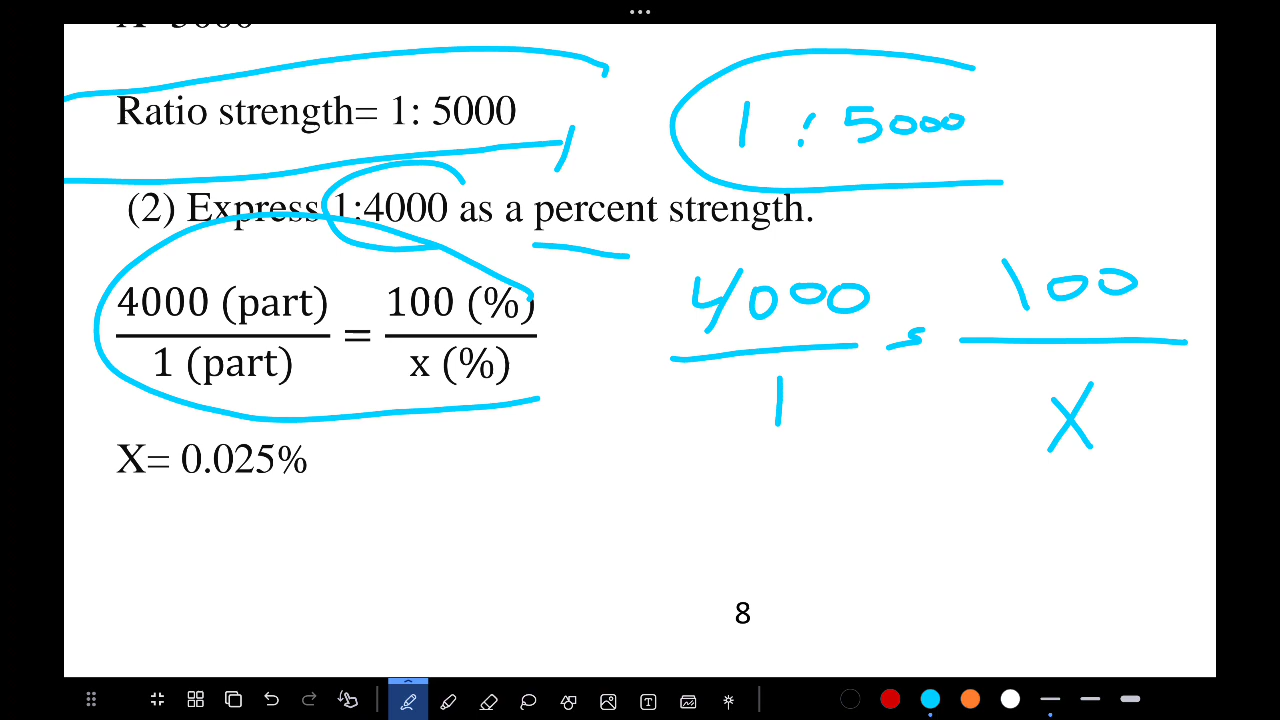 Ratio strength= 1: 5000
1 : 5000
(2) Express 1:4000 as a percent strength.
4000 (part) = 100 (%)
1 (part) x (%)
4000 = 100
1 X
X= 0.025%
8